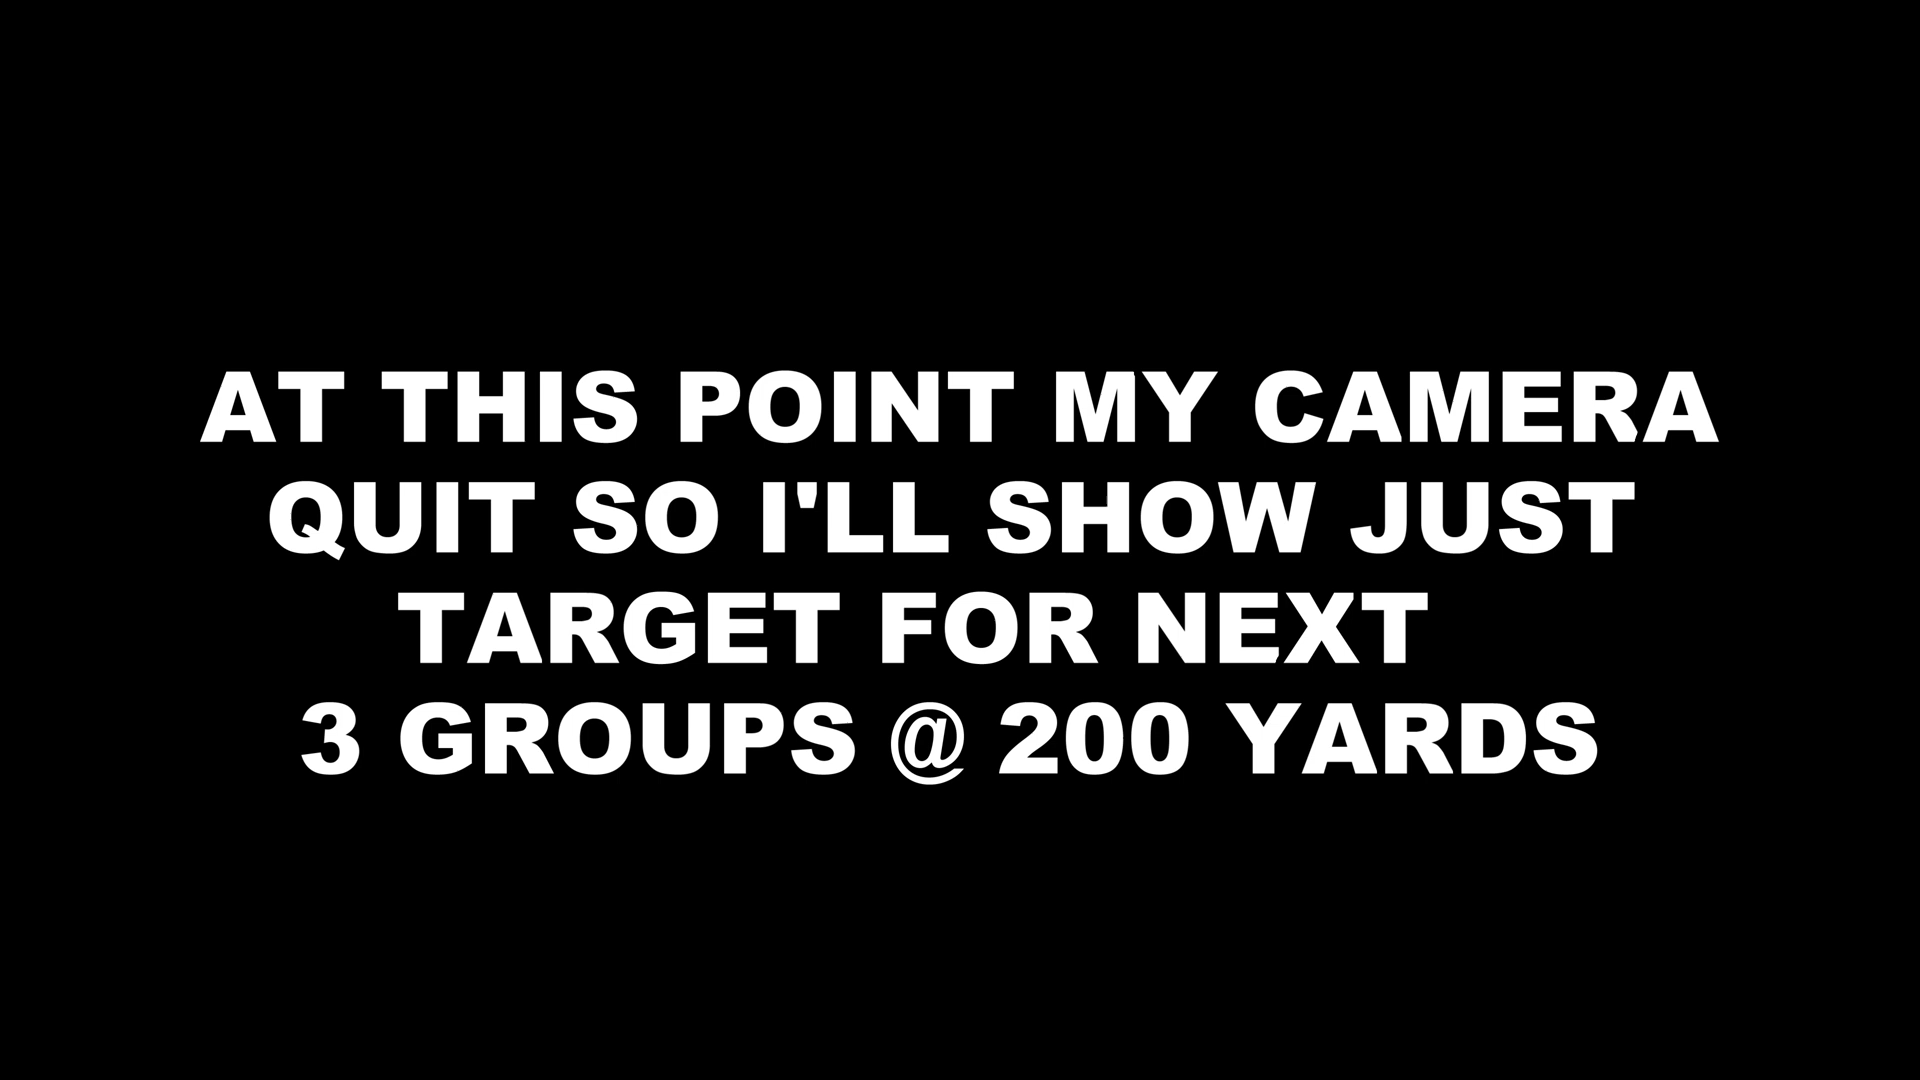 AT THIS POINT MY CAMERA
QUIT SO I'LL SHOW JUST
TARGET FOR NEXT
3 GROUPS @ 200 YARDS